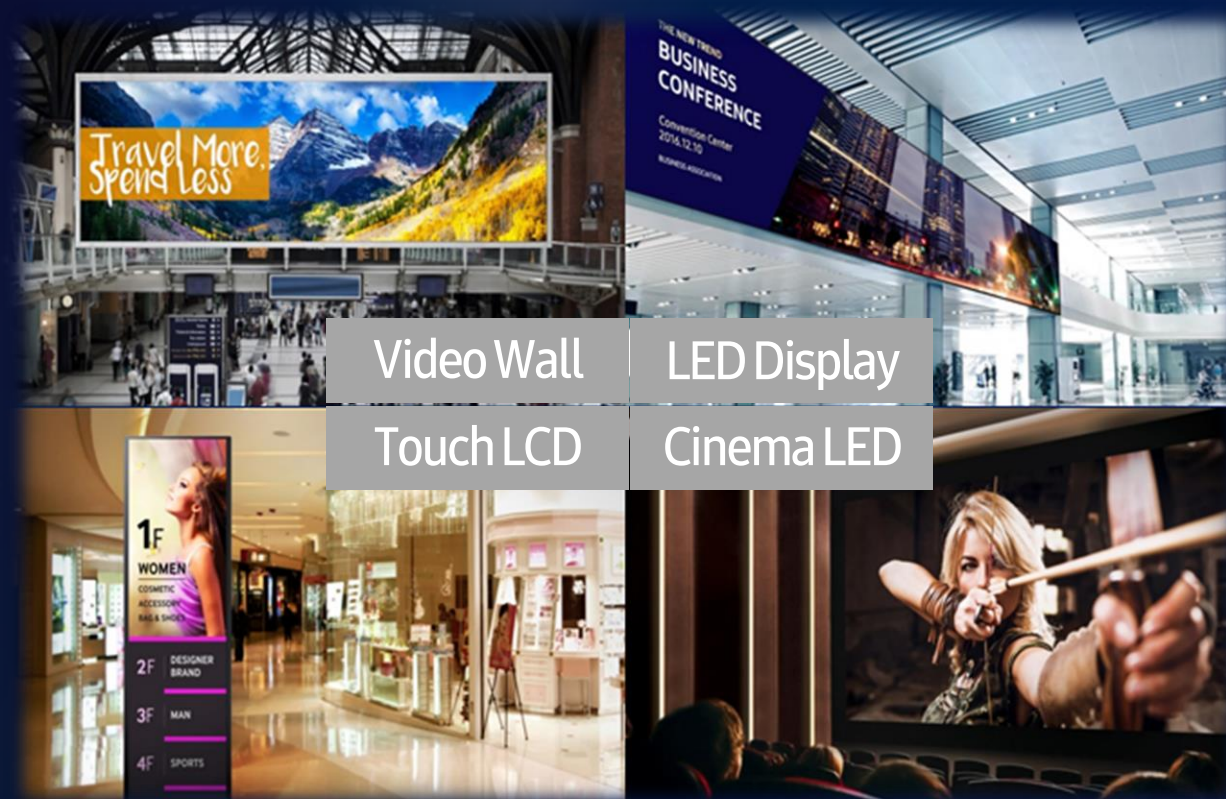 Travel More,
Spend Less
THE NEW TREND
BUSINESS
CONFERENCE
Convention Center
2016.12.10
BUSINESS ASSOCIATION
Video Wall
LED Display
Touch LCD
Cinema LED
1F
WOMEN
COSMETIC
ACCESSORY
BAG & SHOES
2F
DESIGNER
BRAND
3F
MAN
4F
SPORTS